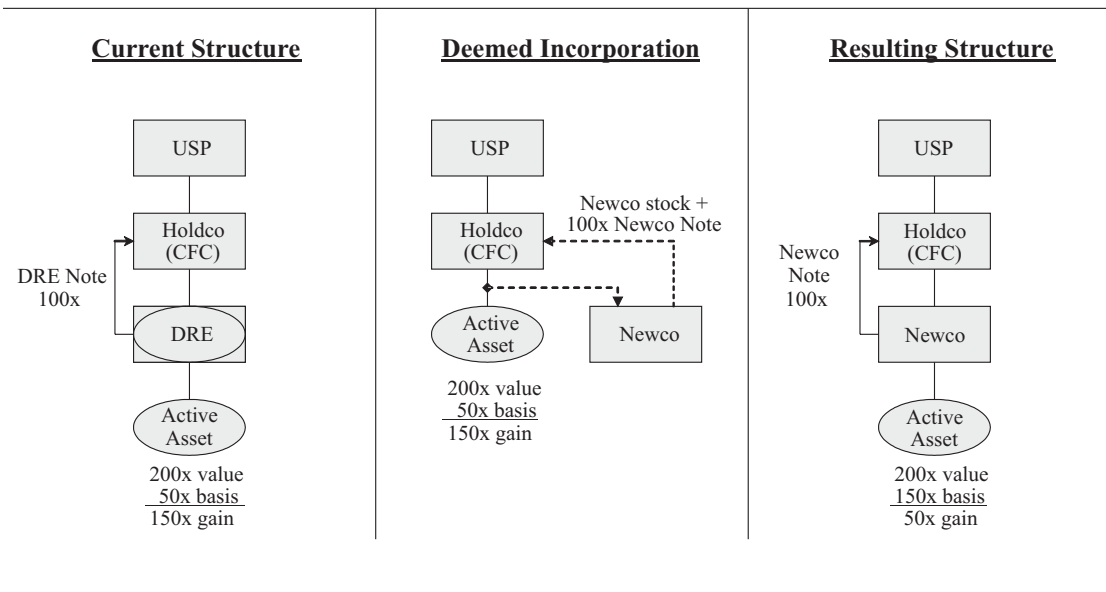 Current Structure
USP
Holdco
(CFC)
DRE Note
100x
DRE
Active
Asset
200x value
50x basis
150x gain
Deemed Incorporation
USP
Newco stock +
100x Newco Note
Holdco
(CFC)
Active
Asset
Newco
200x value
50x basis
150x gain
Resulting Structure
USP
Holdco
(CFC)
Newco
Note
100x
Newco
Active
Asset
200x value
150x basis
50x gain